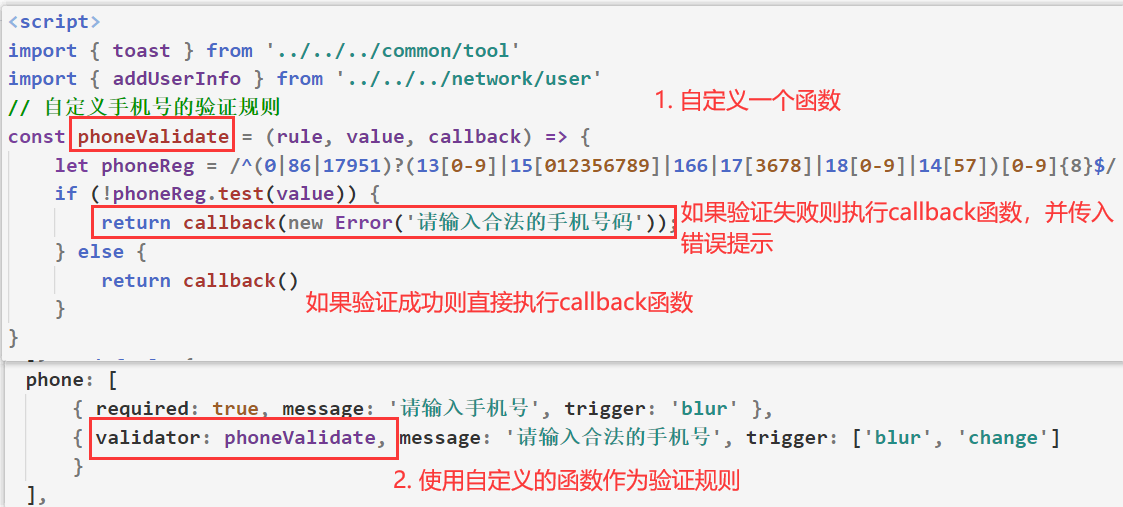 <script>
import { toast } from '../../../common/tool'
import { addUserInfo } from '../../../network/user'
// 自定义手机号的验证规则
1. 自定义一个函数
const phoneValidate = (rule, value, callback) => {
let phoneReg = /^(0|86|17951)?(13[0-9]|15[012356789]|166|17[3678]|18[0-9]|14[57])[0-9]{8}$/
if (!phoneReg.test(value)) {
return callback(new Error('请输入合法的手机号码'));
如果验证失败则执行callback函数，并传入
错误提示
} else {
return callback()
如果验证成功则直接执行callback函数
}
}
phone: [
{ required: true, message: '请输入手机号', trigger: 'blur' },
{ validator: phoneValidate, message: '请输入合法的手机号', trigger: ['blur', 'change']
}
2. 使用自定义的函数作为验证规则
],